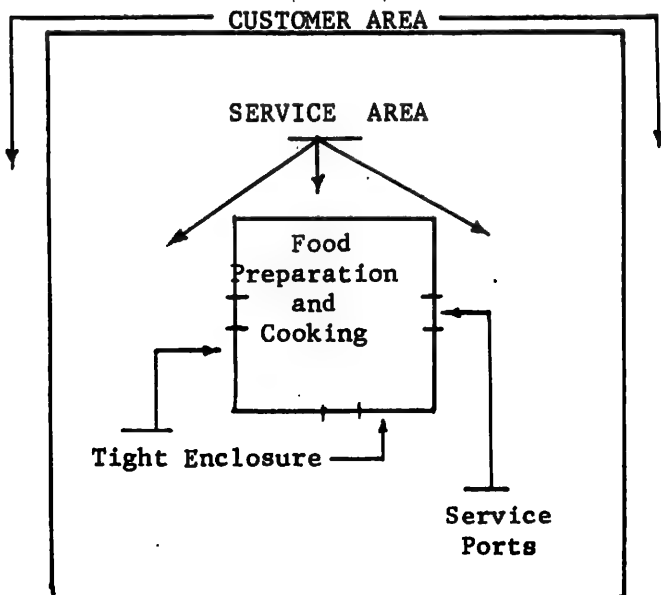 CUSTOMER AREA
SERVICE AREA
Food
Preparation
and
Cooking
Tight Enclosure
Service
Ports